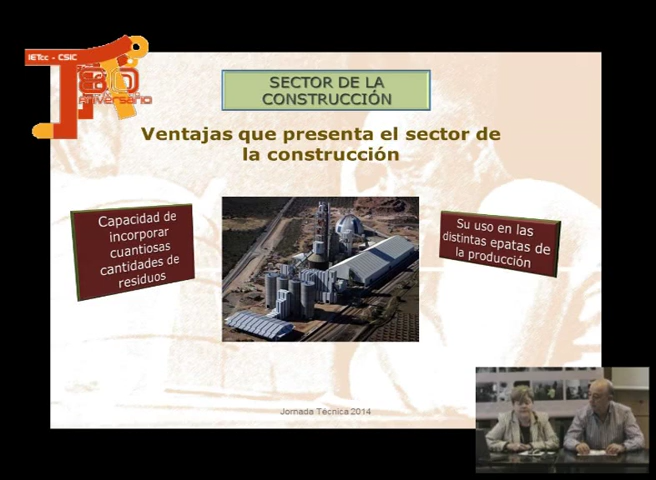 IETcc - CSIC
80
Aniversario
SECTOR DE LA
CONSTRUCCIÓN
Ventajas que presenta el sector de
la construcción
Capacidad de
incorporar
cuantiosas
cantidades de
residuos
Su uso en las
distintas epatas de
la producción
Jornada Técnica 2014